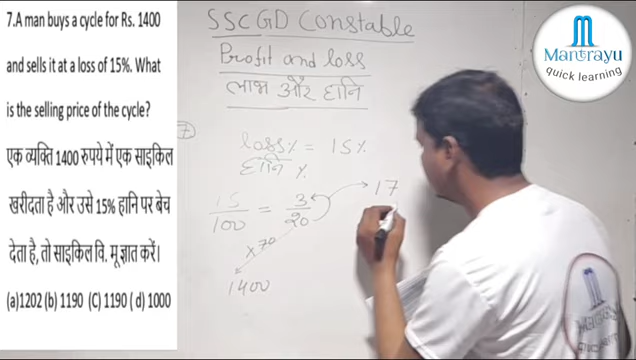 7.A man buys a cycle for Rs. 1400
and sells it at a loss of 15%. What
is the selling price of the cycle?
एक व्यक्ति 1400 रुपये में एक साइकिल
खरीदता है और उसे 15% हानि पर बेच
देता है, तो साइकिल वि. मू ज्ञात करें।
(a)1202 (b) 1190 (C) 1190 ( d) 1000
SSC GD Constable
Profit and loss
लाभ और हानि
7
loss% = 15%
हानि %
15/100 = 3/20
17
×70
1400
Mantrayu
quick learning